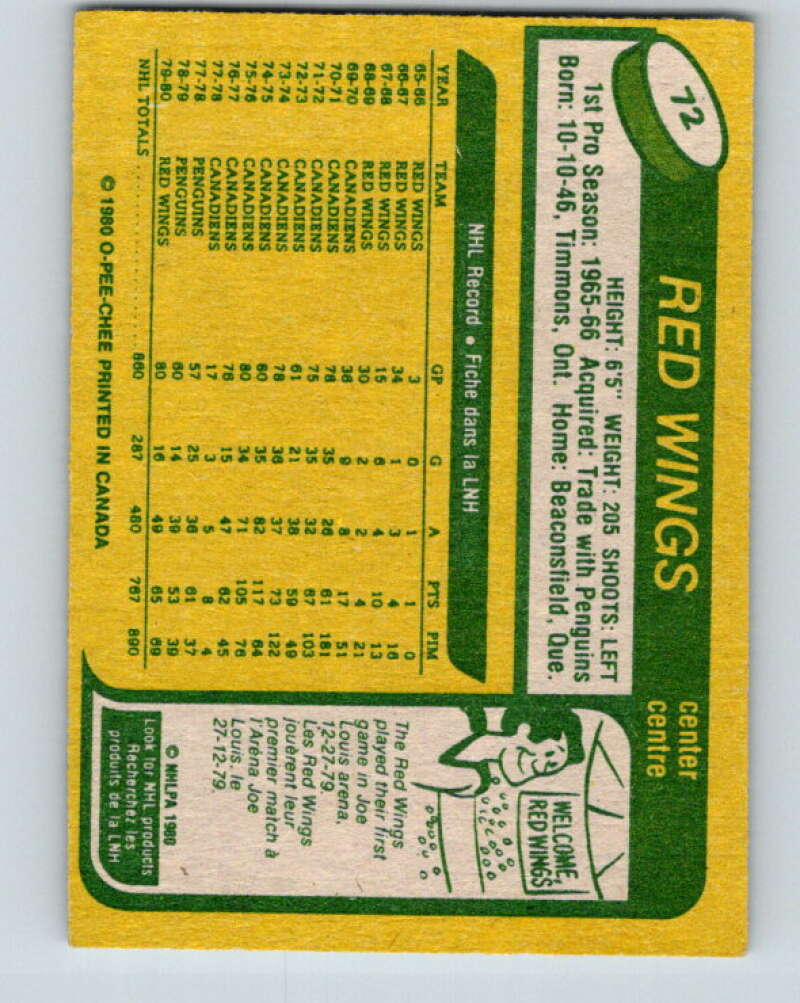 72
RED WINGS
center
centre
HEIGHT: 6'5" WEIGHT: 205 SHOOTS: LEFT
1st Pro Season: 1965-66 Acquired: Trade with Penguins
Born: 10-10-46, Timmons, Ont. Home: Beaconsfield, Que.
NHL Record • Fiche dans la LNH
YEAR TEAM GP G A PTS PIM
65-66 RED WINGS 3 0 1 1 0
66-67 RED WINGS 34 1 3 4 16
67-68 RED WINGS 15 6 4 10 13
68-69 RED WINGS 30 2 2 4 21
69-70 CANADIENS 36 9 8 17 51
70-71 CANADIENS 78 35 26 61 181
71-72 CANADIENS 75 35 32 67 103
72-73 CANADIENS 61 21 38 59 49
73-74 CANADIENS 78 36 37 73 122
74-75 CANADIENS 80 35 82 117 64
75-76 CANADIENS 80 34 71 105 76
76-77 CANADIENS 76 15 47 62 45
77-78 CANADIENS 17 3 5 8 4
77-78 PENGUINS 57 25 36 61 37
78-79 PENGUINS 60 14 39 53 39
79-80 RED WINGS 80 16 49 65 69
NHL TOTALS 860 287 480 767 890
© 1980 O-PEE-CHEE PRINTED IN CANADA
WELCOME,
RED WINGS
The Red Wings
played their first
game in Joe
Louis arena,
12-27-79.
Les Red Wings
jouèrent leur
premier match à
l'Aréna Joe
Louis, le
27-12-79.
© NHLPA 1980
Look for NHL products
Recherchez les
produits de la LNH